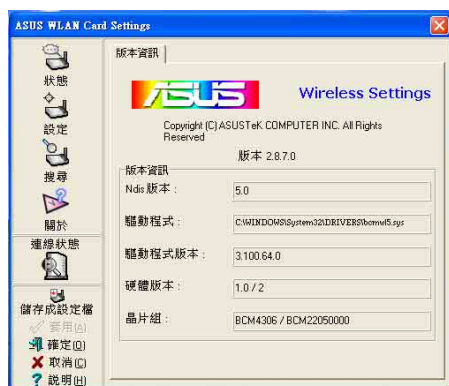 ASUS WLAN Card Settings
狀態
設定
搜尋
關於
連線狀態
儲存成設定檔
套用(A)
確定(O)
取消(C)
說明(H)
版本資訊
ASUS
Wireless Settings
Copyright (C) ASUSTeK COMPUTER INC. All Rights
Reserved
版本 2.8.7.0
版本資訊
Ndis 版本 :
5.0
驅動程式 :
C:\WINDOWS\System32\DRIVERS\bcmwl5.sys
驅動程式版本 :
3.100.64.0
硬體版本 :
1.0 / 2
晶片組 :
BCM4306 / BCM22050000